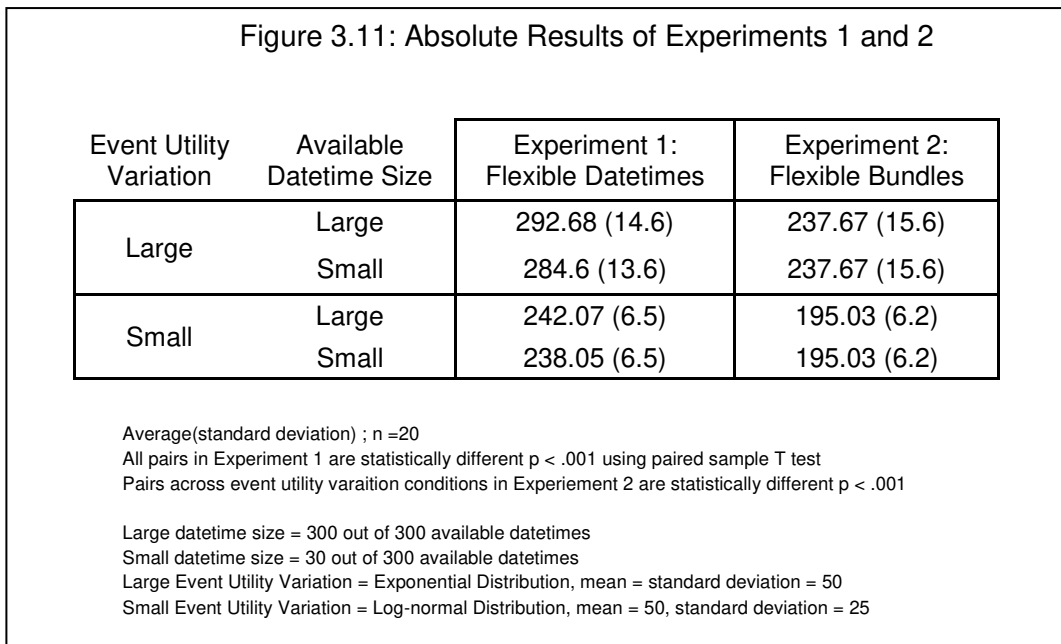 Figure 3.11: Absolute Results of Experiments 1 and 2
Event Utility Variation Available Datetime Size Experiment 1: Flexible Datetimes Experiment 2: Flexible Bundles
Large Large 292.68 (14.6) 237.67 (15.6)
Small 284.6 (13.6) 237.67 (15.6)
Small Large 242.07 (6.5) 195.03 (6.2)
Small 238.05 (6.5) 195.03 (6.2)
Average(standard deviation) ; n =20
All pairs in Experiment 1 are statistically different p < .001 using paired sample T test
Pairs across event utility varaition conditions in Experiement 2 are statistically different p < .001
Large datetime size = 300 out of 300 available datetimes
Small datetime size = 30 out of 300 available datetimes
Large Event Utility Variation = Exponential Distribution, mean = standard deviation = 50
Small Event Utility Variation = Log-normal Distribution, mean = 50, standard deviation = 25